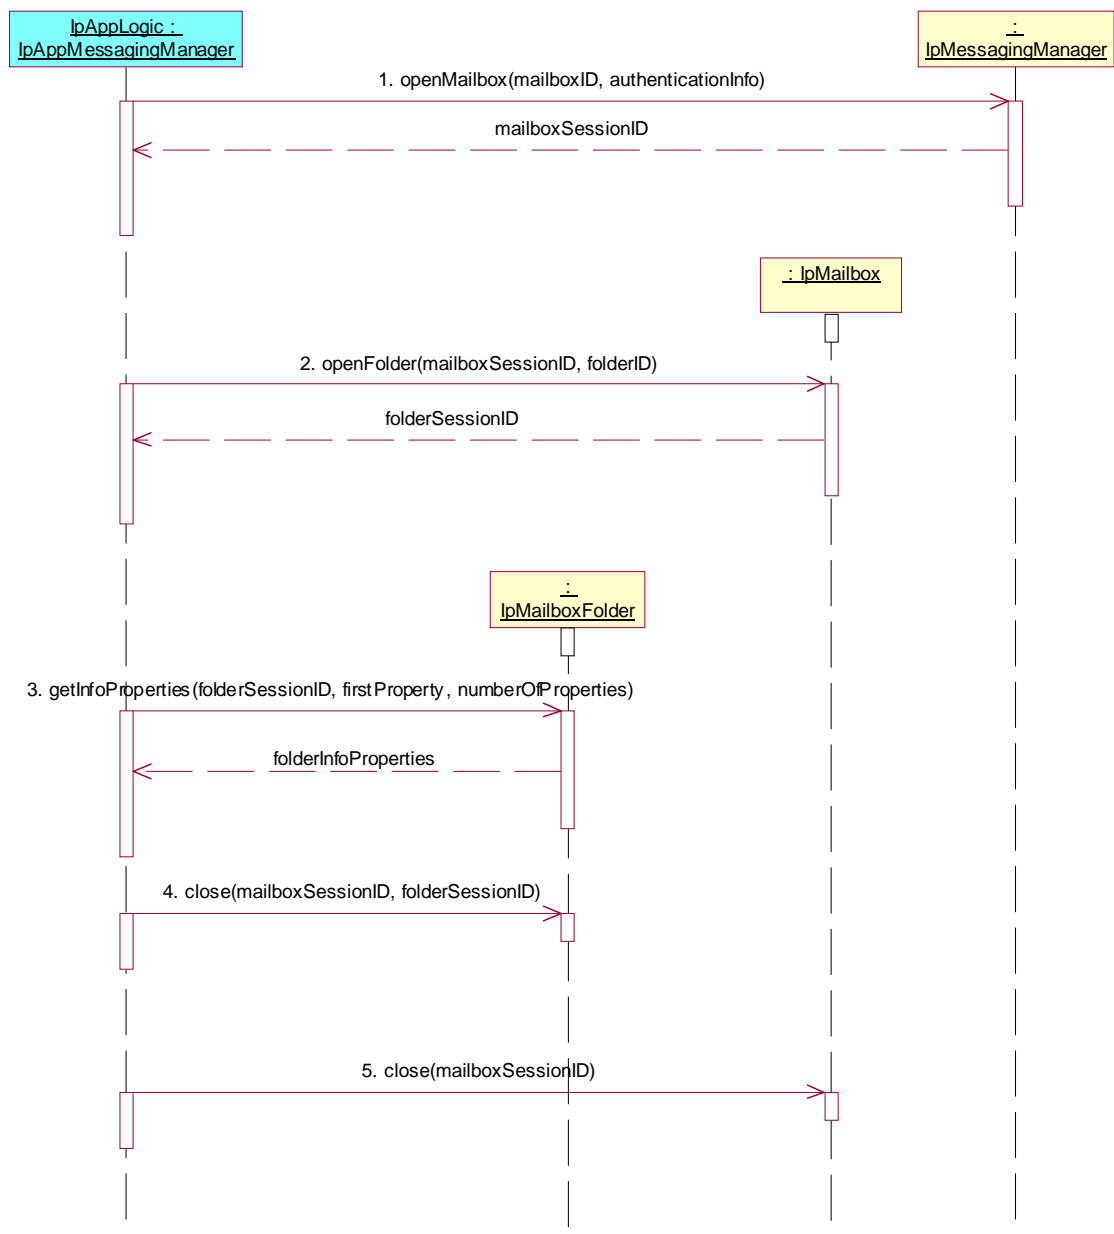 IpAppLogic :
IpAppMessagingManager
:
IpMessagingManager
1. openMailbox(mailboxID, authenticationInfo)
mailboxSessionID
: IpMailbox
2. openFolder(mailboxSessionID, folderID)
folderSessionID
:
IpMailboxFolder
3. getInfoProperties(folderSessionID, firstProperty, numberOfProperties)
folderInfoProperties
4. close(mailboxSessionID, folderSessionID)
5. close(mailboxSessionID)